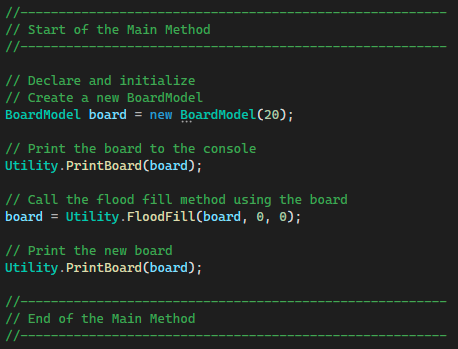 //--------------------------------------------------------
// Start of the Main Method
//--------------------------------------------------------
// Declare and initialize
// Create a new BoardModel
BoardModel board = new BoardModel(20);
// Print the board to the console
Utility.PrintBoard(board);
// Call the flood fill method using the board
board = Utility.FloodFill(board, 0, 0);
// Print the new board
Utility.PrintBoard(board);
//--------------------------------------------------------
// End of the Main Method
//--------------------------------------------------------